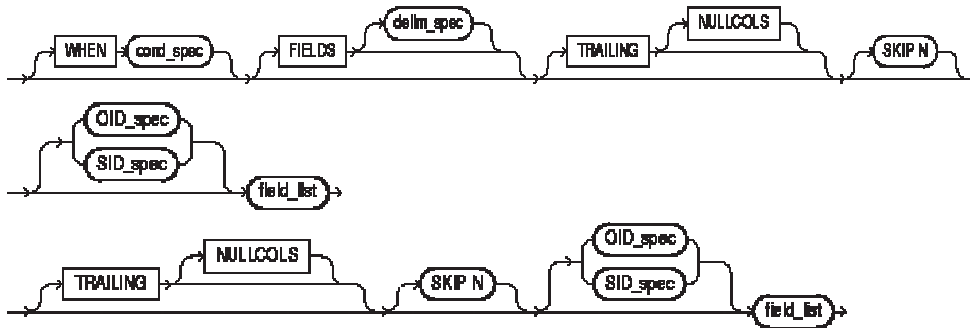 delim_spec NULLCOLS
WHEN cond_spec FIELDS TRAILING SKIP N
OID_spec
SID_spec
field_list
NULLCOLS OID_spec
TRAILING SKIP N SID_spec
field_list